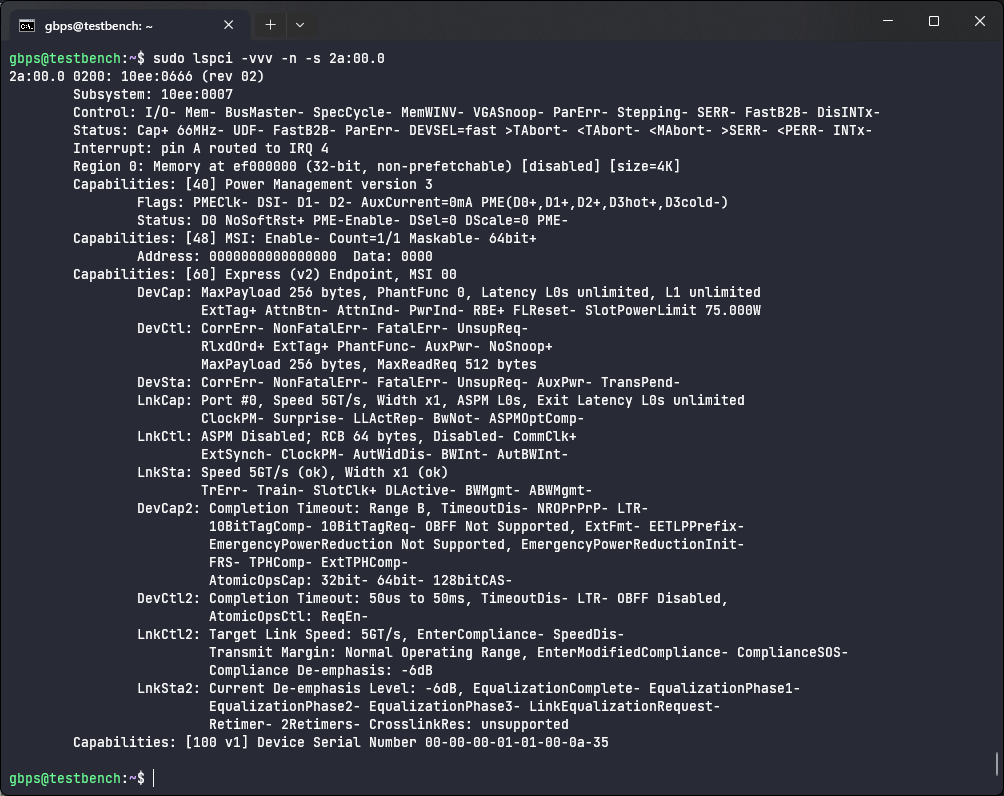 gbps@testbench: ~
gbps@testbench:~$ sudo lspci -vvv -n -s 2a:00.0
2a:00.0 0200: 10ee:0666 (rev 02)
Subsystem: 10ee:0007
Control: I/O- Mem- BusMaster- SpecCycle- MemWINV- VGASnoop- ParErr- Stepping- SERR- FastB2B- DisINTx-
Status: Cap+ 66MHz- UDF- FastB2B- ParErr- DEVSEL=fast >TAbort- <TAbort- <MAbort- >SERR- <PERR- INTx-
Interrupt: pin A routed to IRQ 4
Region 0: Memory at ef000000 (32-bit, non-prefetchable) [disabled] [size=4K]
Capabilities: [40] Power Management version 3
Flags: PMEClk- DSI- D1- D2- AuxCurrent=0mA PME(D0+,D1+,D2+,D3hot+,D3cold-)
Status: D0 NoSoftRst+ PME-Enable- DSel=0 DScale=0 PME-
Capabilities: [48] MSI: Enable- Count=1/1 Maskable- 64bit+
Address: 0000000000000000  Data: 0000
Capabilities: [60] Express (v2) Endpoint, MSI 00
DevCap: MaxPayload 256 bytes, PhantFunc 0, Latency L0s unlimited, L1 unlimited
ExtTag+ AttnBtn- AttnInd- PwrInd- RBE+ FLReset- SlotPowerLimit 75.000W
DevCtl: CorrErr- NonFatalErr- FatalErr- UnsupReq-
RlxdOrd+ ExtTag+ PhantFunc- AuxPwr- NoSnoop+
MaxPayload 256 bytes, MaxReadReq 512 bytes
DevSta: CorrErr- NonFatalErr- FatalErr- UnsupReq- AuxPwr- TransPend-
LnkCap: Port #0, Speed 5GT/s, Width x1, ASPM L0s, Exit Latency L0s unlimited
ClockPM- Surprise- LLActRep- BwNot- ASPMOptComp-
LnkCtl: ASPM Disabled; RCB 64 bytes, Disabled- CommClk+
ExtSynch- ClockPM- AutWidDis- BWInt- AutBWInt-
LnkSta: Speed 5GT/s (ok), Width x1 (ok)
TrErr- Train- SlotClk+ DLActive- BWMgmt- ABWMgmt-
DevCap2: Completion Timeout: Range B, TimeoutDis- NROPrPrP- LTR-
10BitTagComp- 10BitTagReq- OBFF Not Supported, ExtFmt- EETLPPrefix-
EmergencyPowerReduction Not Supported, EmergencyPowerReductionInit-
FRS- TPHComp- ExtTPHComp-
AtomicOpsCap: 32bit- 64bit- 128bitCAS-
DevCtl2: Completion Timeout: 50us to 50ms, TimeoutDis- LTR- OBFF Disabled,
AtomicOpsCtl: ReqEn-
LnkCtl2: Target Link Speed: 5GT/s, EnterCompliance- SpeedDis-
Transmit Margin: Normal Operating Range, EnterModifiedCompliance- ComplianceSOS-
Compliance De-emphasis: -6dB
LnkSta2: Current De-emphasis Level: -6dB, EqualizationComplete- EqualizationPhase1-
EqualizationPhase2- EqualizationPhase3- LinkEqualizationRequest-
Retimer- 2Retimers- CrosslinkRes: unsupported
Capabilities: [100 v1] Device Serial Number 00-00-00-01-01-00-0a-35
gbps@testbench:~$